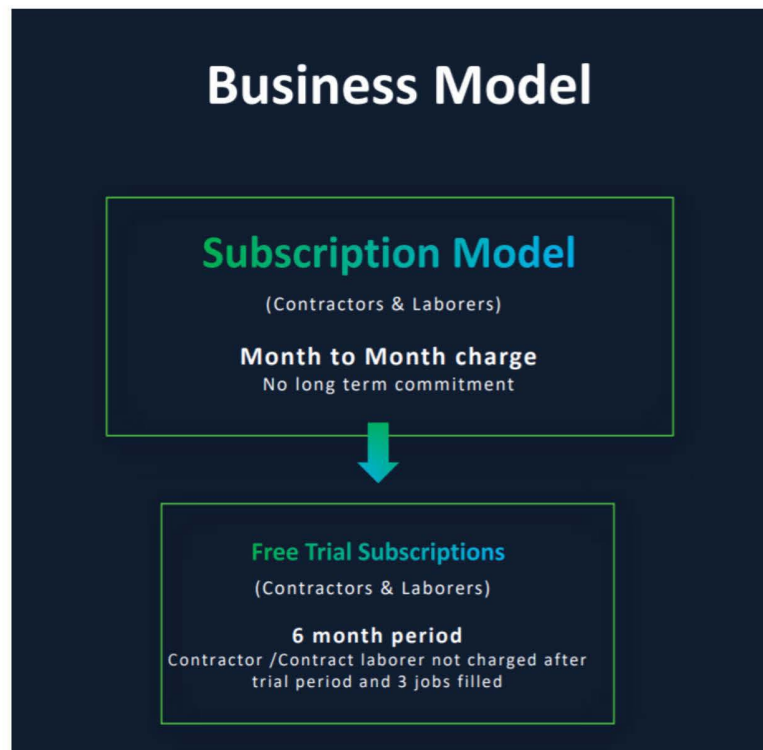 Business Model
Subscription Model
(Contractors & Laborers)
Month to Month charge
No long term commitment
Free Trial Subscriptions
(Contractors & Laborers)
6 month period
Contractor /Contract laborer not charged after
trial period and 3 jobs filled